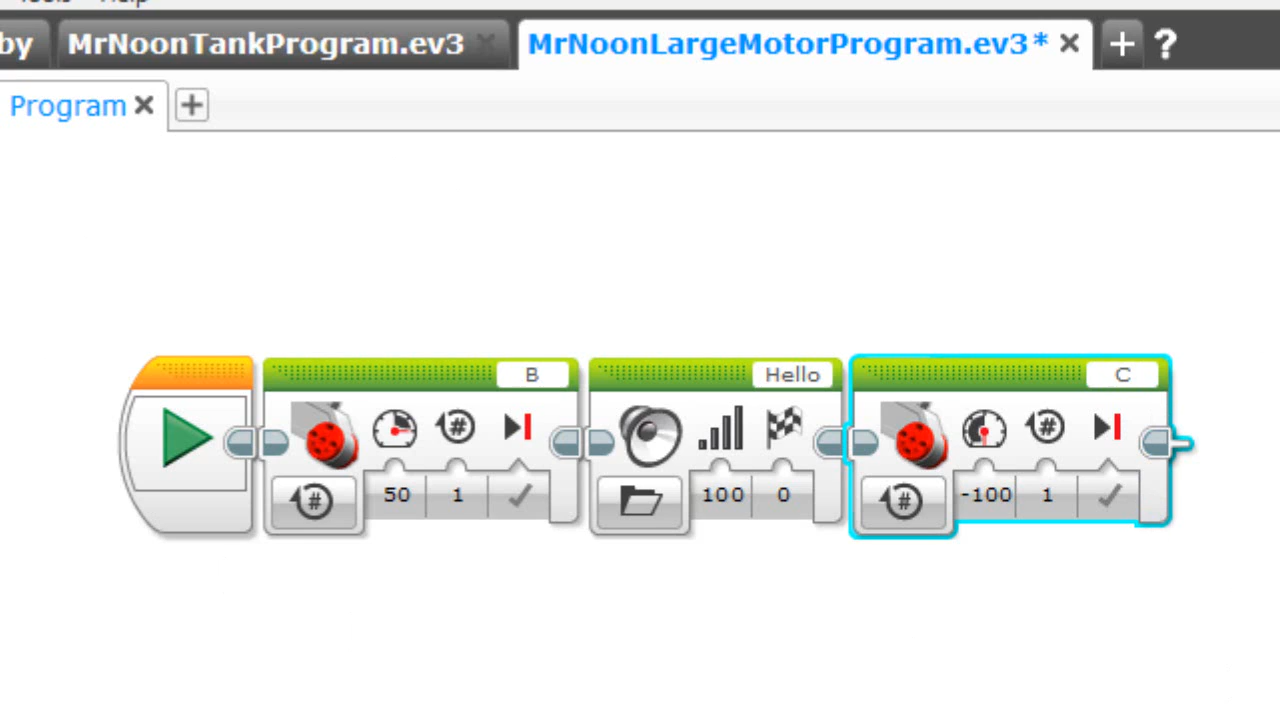 by MrNoonTankProgram.ev3 MrNoonLargeMotorProgram.ev3* + ?
Program +
B Hello C
# # #
50 1 100 0 -100 1
# #